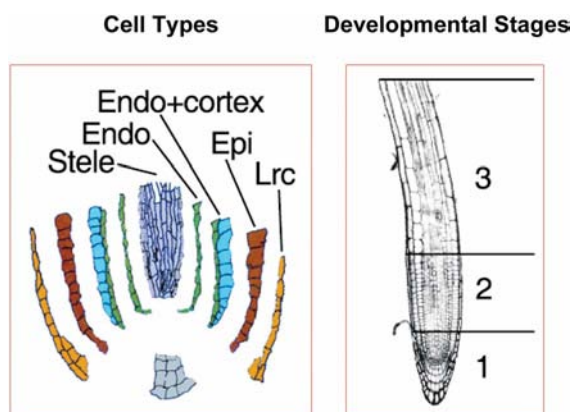 Cell Types
Developmental Stages
Endo+cortex
Endo
Epi
Stele
Lrc
3
2
1